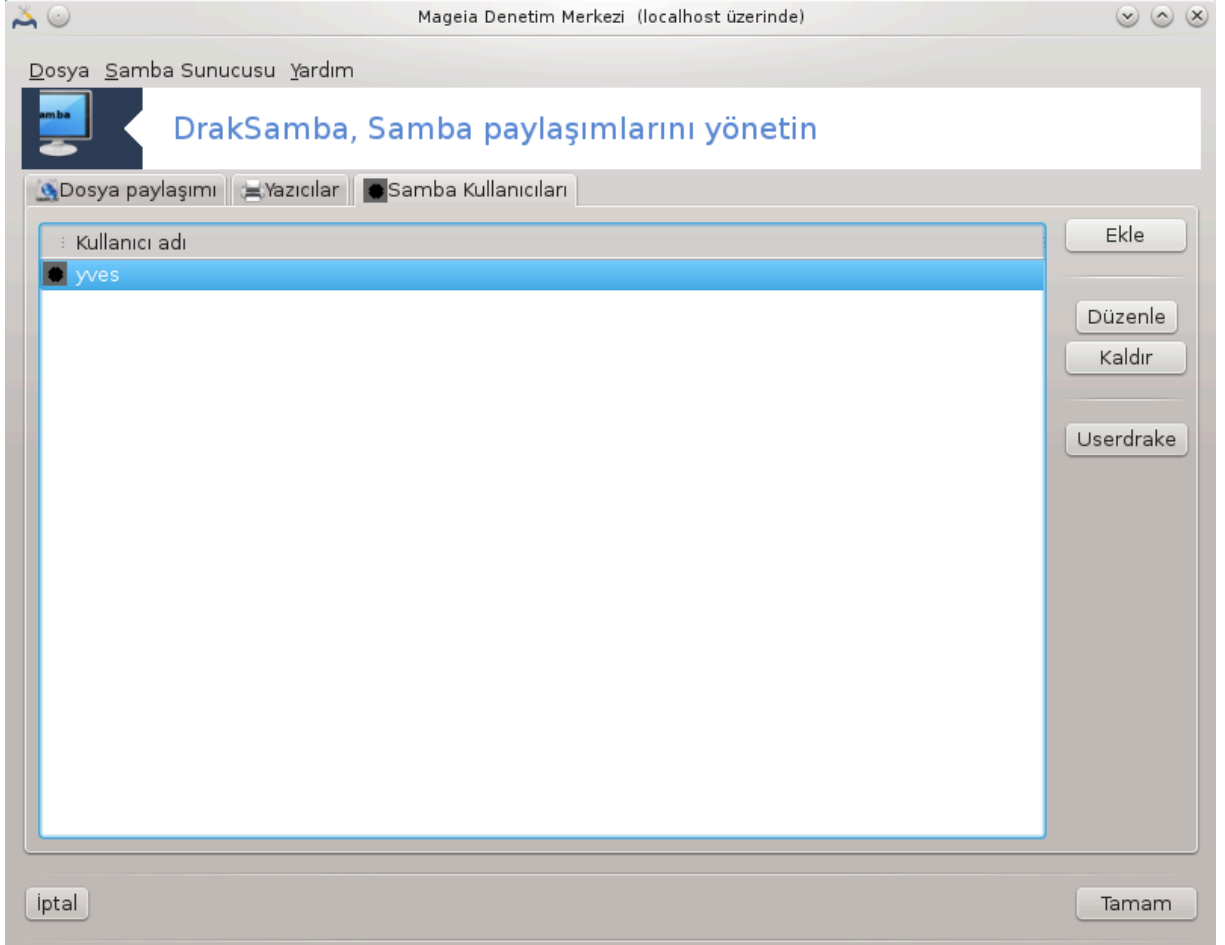 Mageia Denetim Merkezi (localhost üzerinde)
Dosya Samba Sunucusu Yardım
amba
DrakSamba, Samba paylaşımlarını yönetin
Dosya paylaşımı Yazıcılar Samba Kullanıcıları
Kullanıcı adı
yves
Ekle
Düzenle
Kaldır
Userdrake
İptal
Tamam